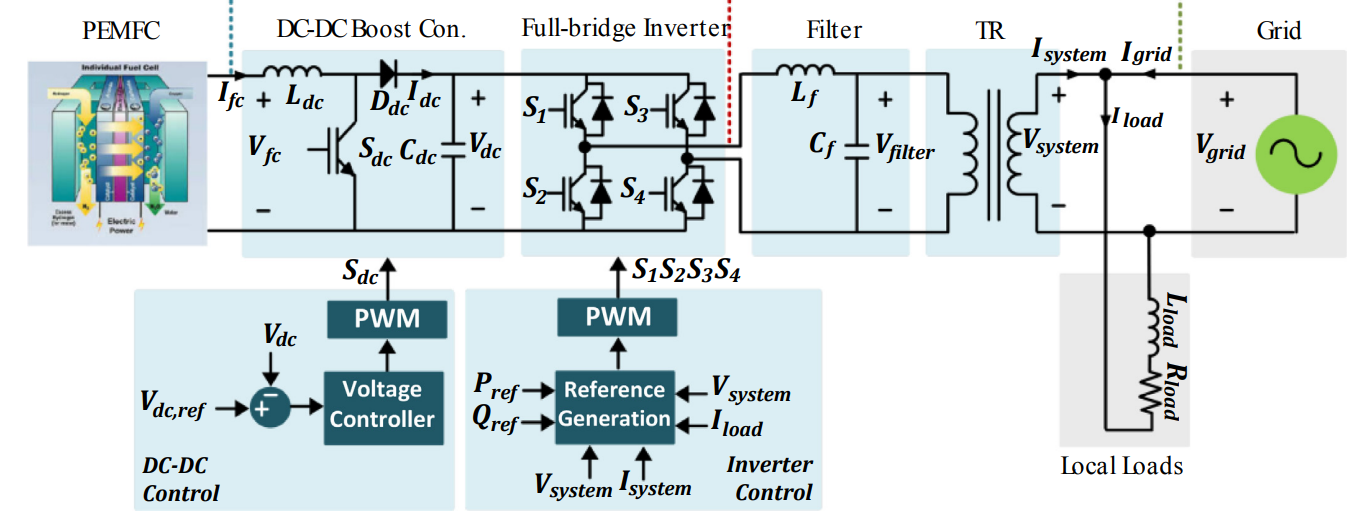 PEMFC
DC-DC Boost Con.
Full-bridge Inverter
Filter
TR
Grid
Individual Fuel Cell
Electric
Power
Water
I_fc
+
V_fc
−
L_dc
D_dc
I_dc
S_dc
C_dc
+
V_dc
−
S_1
S_3
S_2
S_4
L_f
C_f
+
V_filter
−
I_system
I_grid
+
V_system
−
I_load
+
V_grid
−
L_load
R_load
Local Loads
S_dc
PWM
V_dc
V_dc,ref
−
+
Voltage
Controller
DC-DC
Control
S_1S_2S_3S_4
PWM
P_ref
Q_ref
Reference
Generation
V_system
I_load
V_system
I_system
Inverter
Control